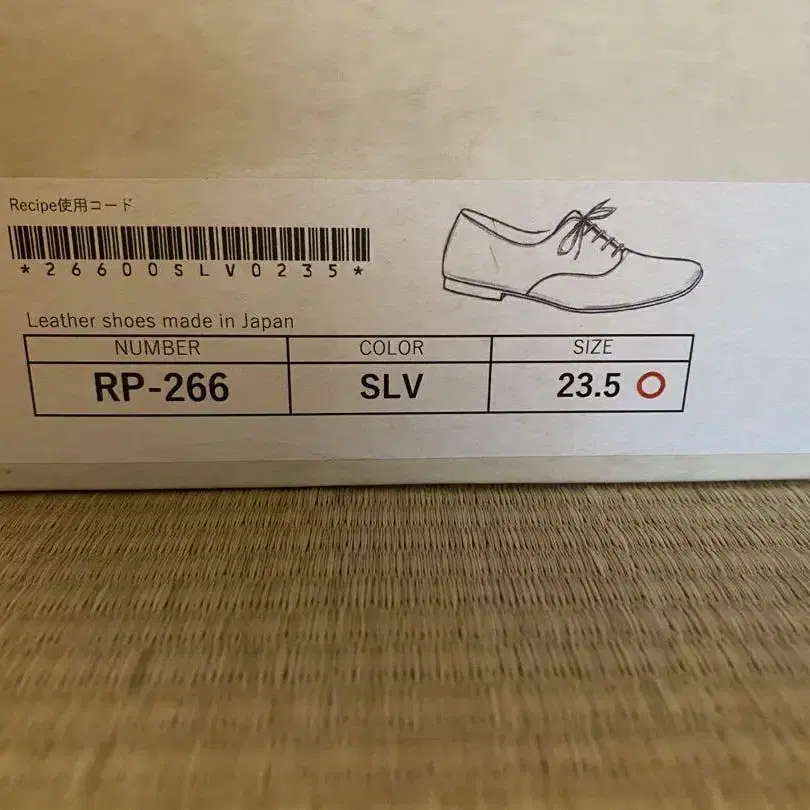 Recipe使用コード
*26600SLV0235*
Leather shoes made in Japan
NUMBER COLOR SIZE
RP-266 SLV 23.5